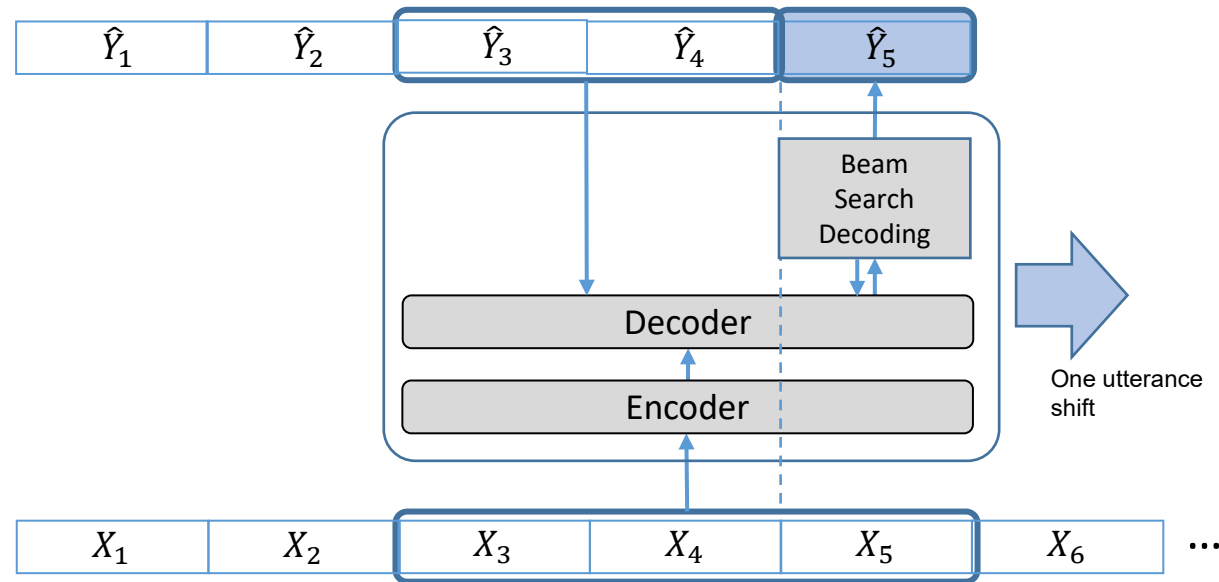 Ŷ₁ Ŷ₂ Ŷ₃ Ŷ₄ Ŷ₅
Beam
Search
Decoding
Decoder
Encoder
One utterance
shift
X₁ X₂ X₃ X₄ X₅ X₆ ...